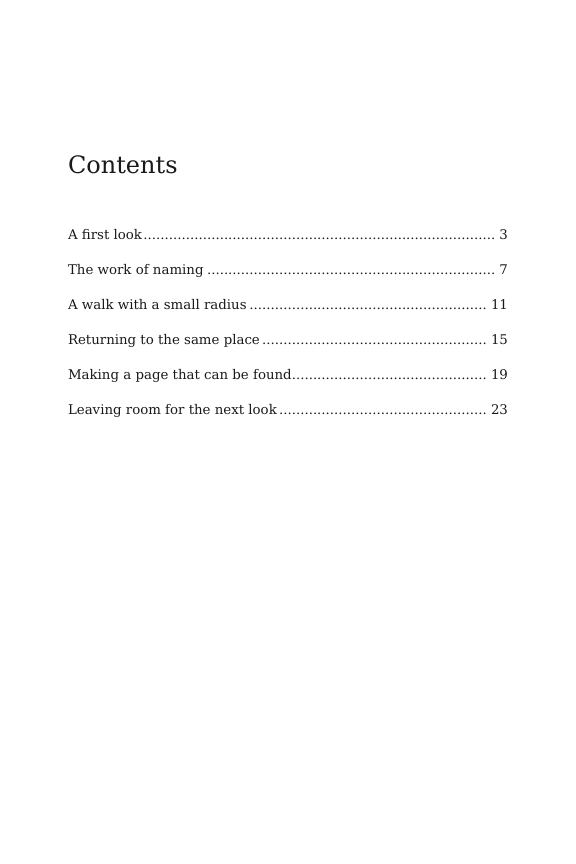 Contents
A first look.................................................................................... 3
The work of naming .................................................................... 7
A walk with a small radius ........................................................ 11
Returning to the same place ..................................................... 15
Making a page that can be found.............................................. 19
Leaving room for the next look ................................................. 23